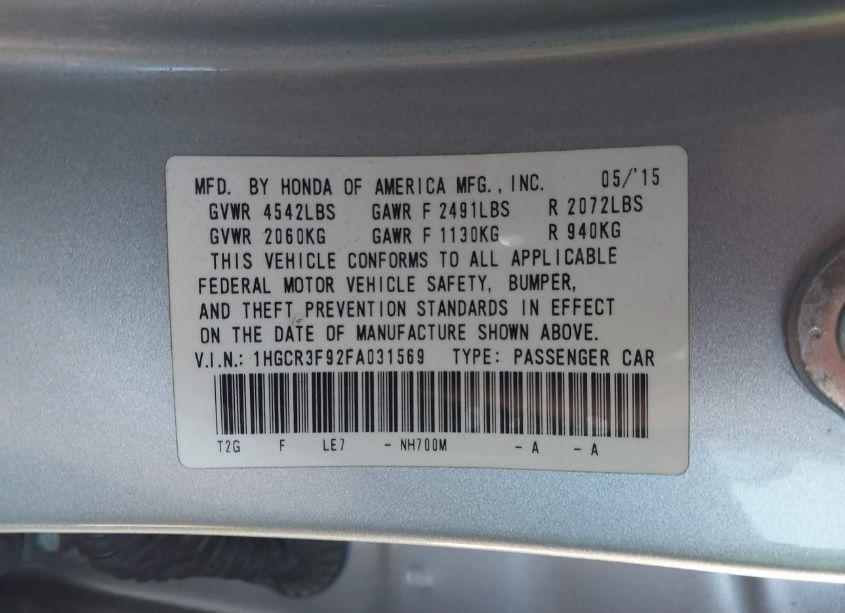 MFD. BY HONDA OF AMERICA MFG., INC. 05/'15
GVWR 4542LBS GAWR F 2491LBS R 2072LBS
GVWR 2060KG GAWR F 1130KG R 940KG
THIS VEHICLE CONFORMS TO ALL APPLICABLE
FEDERAL MOTOR VEHICLE SAFETY, BUMPER,
AND THEFT PREVENTION STANDARDS IN EFFECT
ON THE DATE OF MANUFACTURE SHOWN ABOVE.
V.I.N.: 1HGCR3F92FA031569 TYPE: PASSENGER CAR
T2G F LE7 - NH700M - A - A